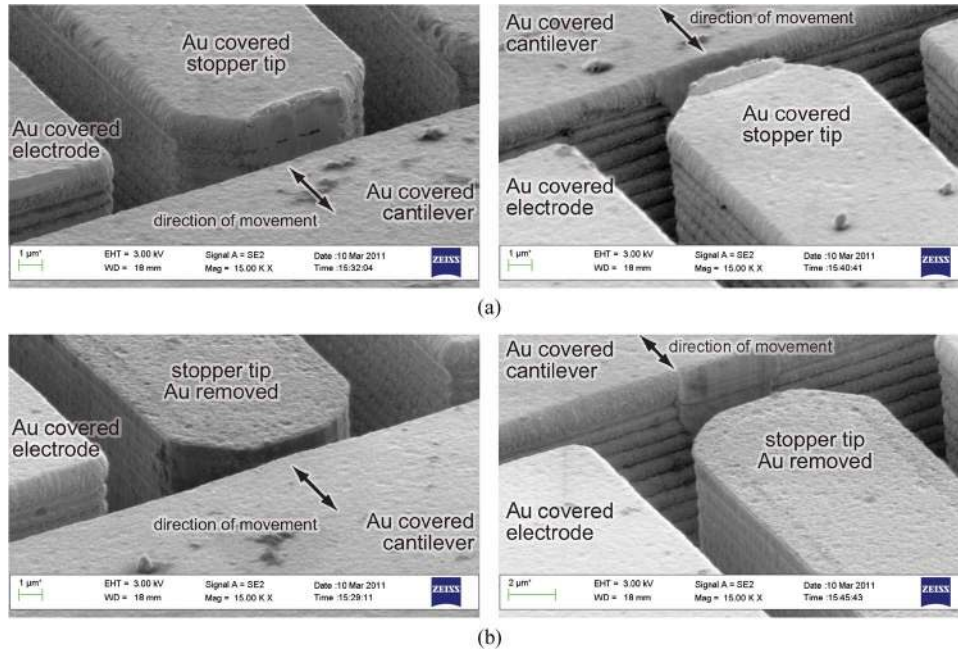 Au covered
stopper tip
Au covered
electrode
direction of movement
Au covered
cantilever
1 µm*
EHT = 3.00 kV
WD = 18 mm
Signal A = SE2
Mag = 15.00 K X
Date :10 Mar 2011
Time :15:32:04
ZEISS
Au covered
cantilever
direction of movement
Au covered
stopper tip
Au covered
electrode
1 µm*
EHT = 3.00 kV
WD = 18 mm
Signal A = SE2
Mag = 15.00 K X
Date :10 Mar 2011
Time :15:40:41
ZEISS
(a)
stopper tip
Au removed
Au covered
electrode
direction of movement
Au covered
cantilever
1 µm*
EHT = 3.00 kV
WD = 18 mm
Signal A = SE2
Mag = 15.00 K X
Date :10 Mar 2011
Time :15:29:11
ZEISS
Au covered
cantilever
direction of movement
stopper tip
Au removed
Au covered
electrode
2 µm*
EHT = 3.00 kV
WD = 18 mm
Signal A = SE2
Mag = 15.00 K X
Date :10 Mar 2011
Time :15:45:43
ZEISS
(b)